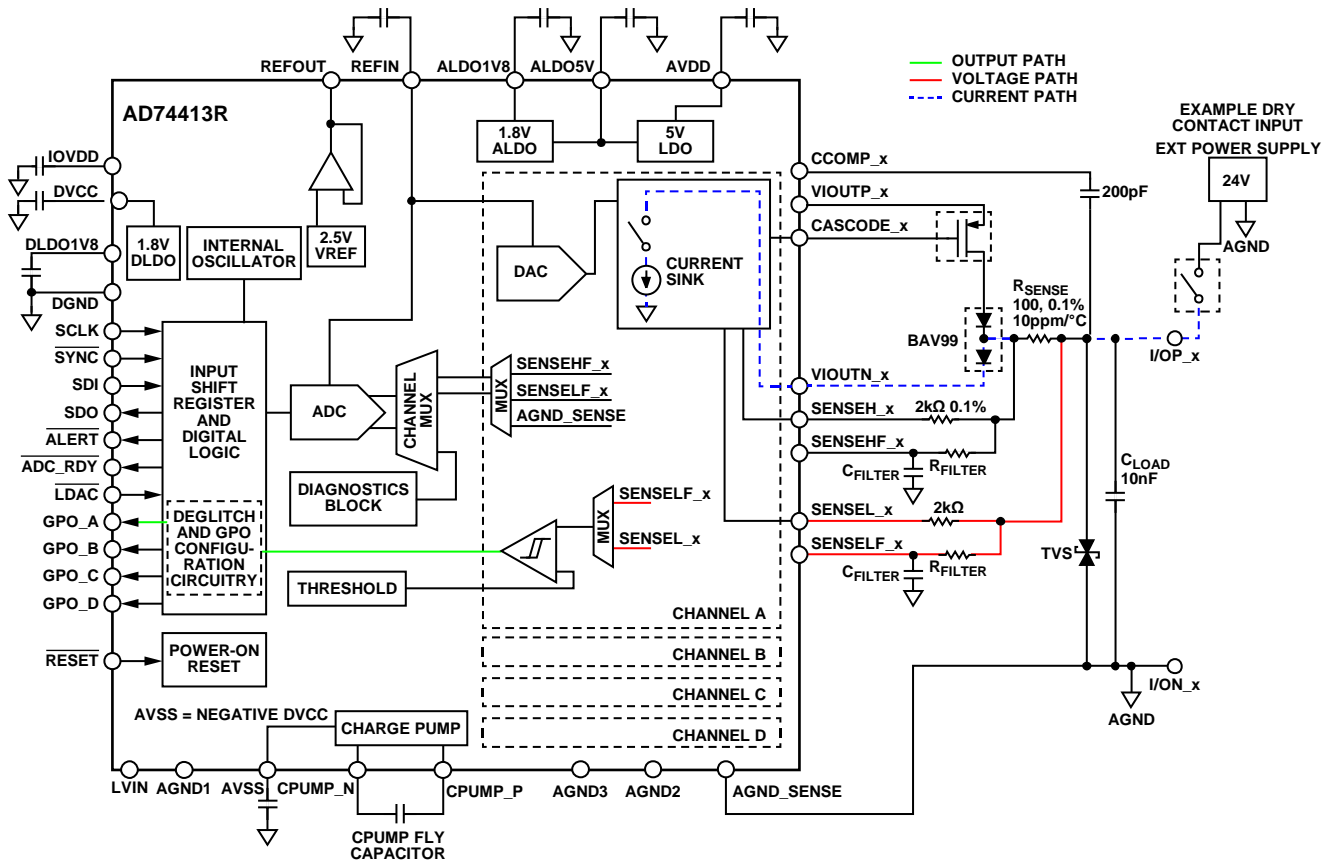 OUTPUT PATH
VOLTAGE PATH
CURRENT PATH
REFOUT
REFIN
ALDO1V8
ALDO5V
AVDD
AD74413R
EXAMPLE DRY
CONTACT INPUT
EXT POWER SUPPLY
24V
AGND
IOVDD
DVCC
DLDO1V8
DGND
1.8V
DLDO
INTERNAL
OSCILLATOR
2.5V
VREF
1.8V
ALDO
5V
LDO
CCOMP_x
VIOUTP_x
CASCODE_x
200pF
DAC
CURRENT
SINK
RSENSE
100, 0.1%
10ppm/°C
BAV99
I/OP_x
VIOUTN_x
SCLK
SYNC
SDI
SDO
ALERT
ADC_RDY
LDAC
GPO_A
GPO_B
GPO_C
GPO_D
RESET
INPUT
SHIFT
REGISTER
AND
DIGITAL
LOGIC
DEGLITCH
AND GPO
CONFIGU-
RATION
CIRCUITRY
ADC
CHANNEL
MUX
MUX
SENSEHF_x
SENSELF_x
AGND_SENSE
DIAGNOSTICS
BLOCK
THRESHOLD
MUX
SENSELF_x
SENSEL_x
SENSEH_x
2kΩ 0.1%
SENSEHF_x
CFILTER
RFILTER
SENSEL_x
2kΩ
SENSELF_x
CFILTER
RFILTER
CLOAD
10nF
TVS
POWER-ON
RESET
CHANNEL A
CHANNEL B
CHANNEL C
CHANNEL D
I/ON_x
AGND
AVSS = NEGATIVE DVCC
CHARGE PUMP
LVIN
AGND1
AVSS
CPUMP_N
CPUMP_P
AGND3
AGND2
AGND_SENSE
CPUMP FLY
CAPACITOR